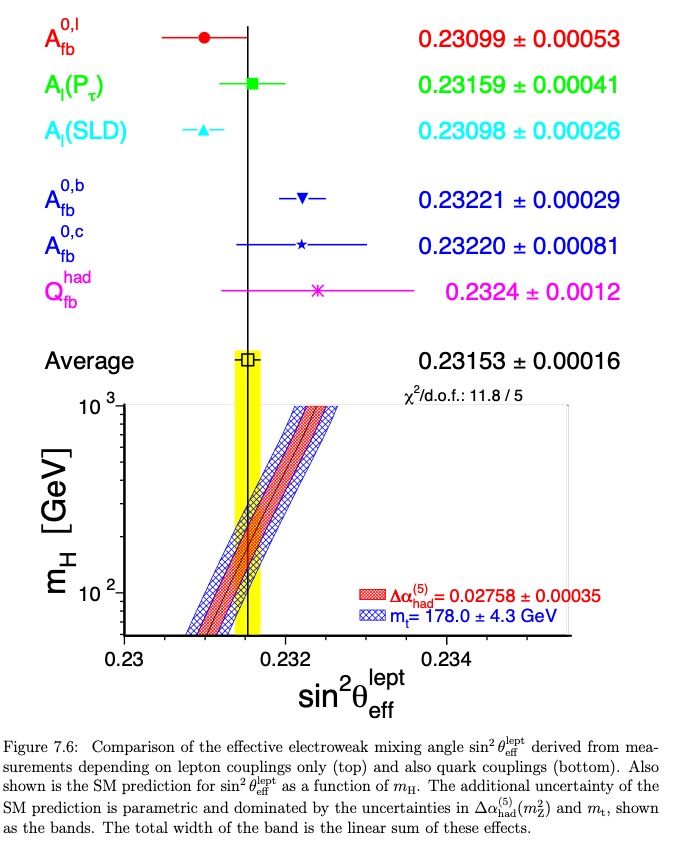 A_fb^0,l 0.23099 ± 0.00053
A_l(P_τ) 0.23159 ± 0.00041
A_l(SLD) 0.23098 ± 0.00026
A_fb^0,b 0.23221 ± 0.00029
A_fb^0,c 0.23220 ± 0.00081
Q_fb^had 0.2324 ± 0.0012
Average 0.23153 ± 0.00016
χ²/d.o.f.: 11.8 / 5
10³
m_H [GeV]
10²
Δα_had^(5)= 0.02758 ± 0.00035
m_t= 178.0 ± 4.3 GeV
0.23 0.232 0.234
sin²θ_eff^lept
Figure 7.6: Comparison of the effective electroweak mixing angle sin² θ_eff^lept derived from mea-
surements depending on lepton couplings only (top) and also quark couplings (bottom). Also
shown is the SM prediction for sin² θ_eff^lept as a function of m_H. The additional uncertainty of the
SM prediction is parametric and dominated by the uncertainties in Δα_had^(5)(m_Z²) and m_t, shown
as the bands. The total width of the band is the linear sum of these effects.